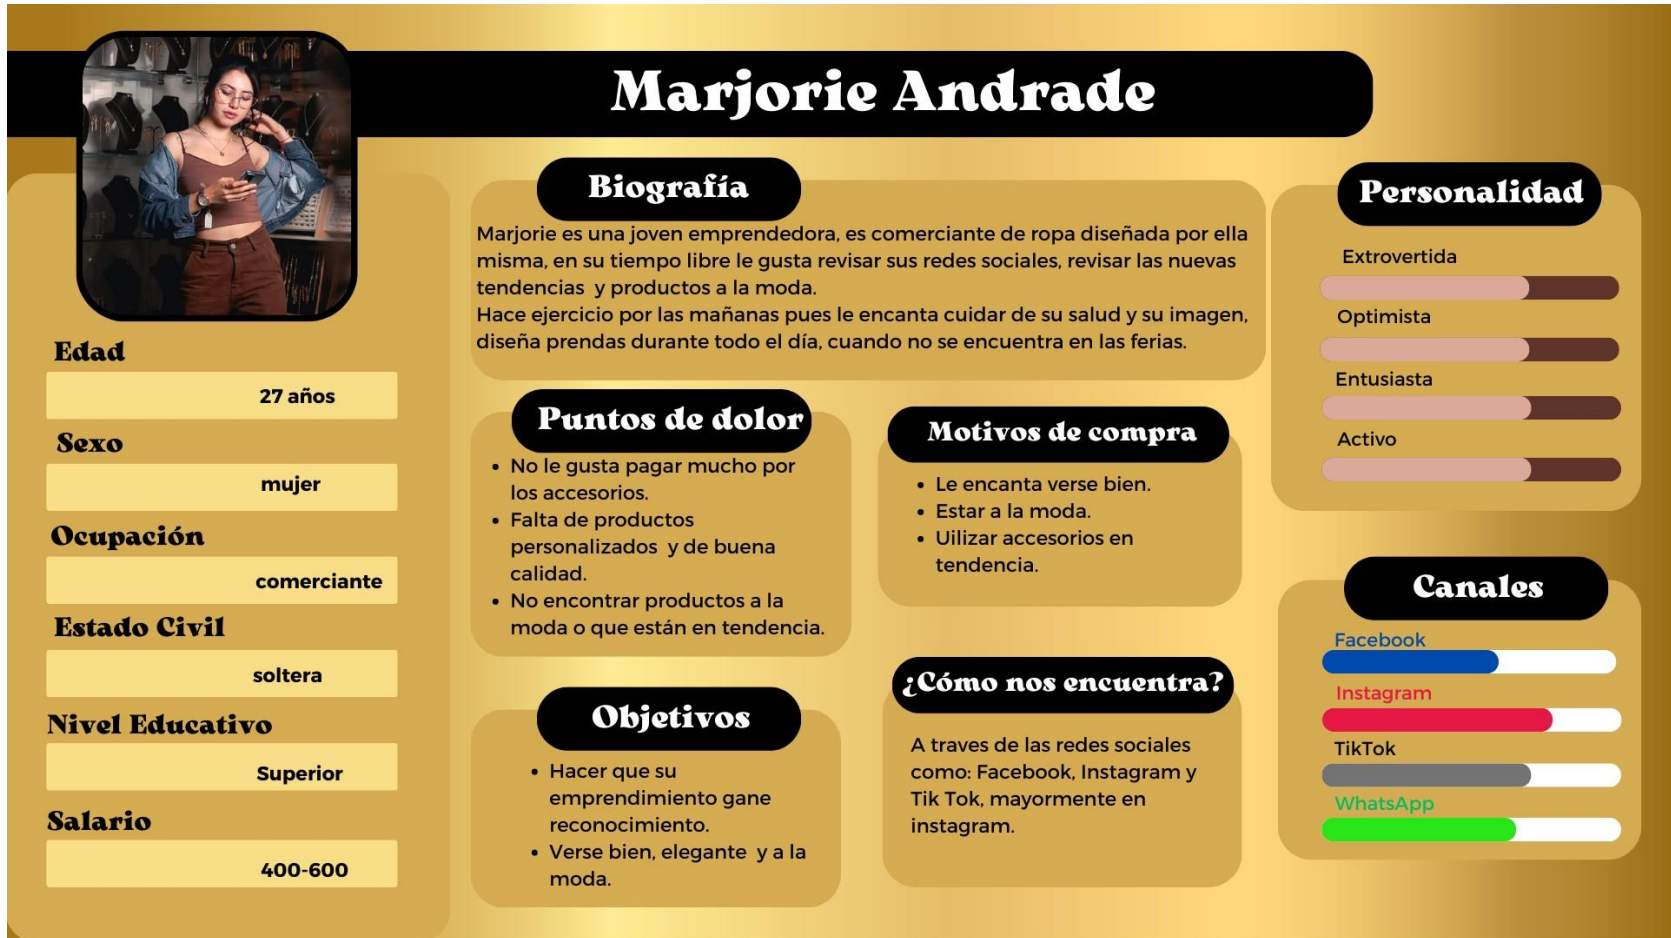 Marjorie Andrade
Edad
27 años
Sexo
mujer
Ocupación
comerciante
Estado Civil
soltera
Nivel Educativo
Superior
Salario
400-600
Biografía
Marjorie es una joven emprendedora, es comerciante de ropa diseñada por ella
misma, en su tiempo libre le gusta revisar sus redes sociales, revisar las nuevas
tendencias y productos a la moda.
Hace ejercicio por las mañanas pues le encanta cuidar de su salud y su imagen,
diseña prendas durante todo el día, cuando no se encuentra en las ferias.
Puntos de dolor
• No le gusta pagar mucho por
los accesorios.
• Falta de productos
personalizados y de buena
calidad.
• No encontrar productos a la
moda o que están en tendencia.
Objetivos
• Hacer que su
emprendimiento gane
reconocimiento.
• Verse bien, elegante y a la
moda.
Motivos de compra
• Le encanta verse bien.
• Estar a la moda.
• Uilizar accesorios en
tendencia.
¿Cómo nos encuentra?
A traves de las redes sociales
como: Facebook, Instagram y
Tik Tok, mayormente en
instagram.
Personalidad
Extrovertida
Optimista
Entusiasta
Activo
Canales
Facebook
Instagram
TikTok
WhatsApp